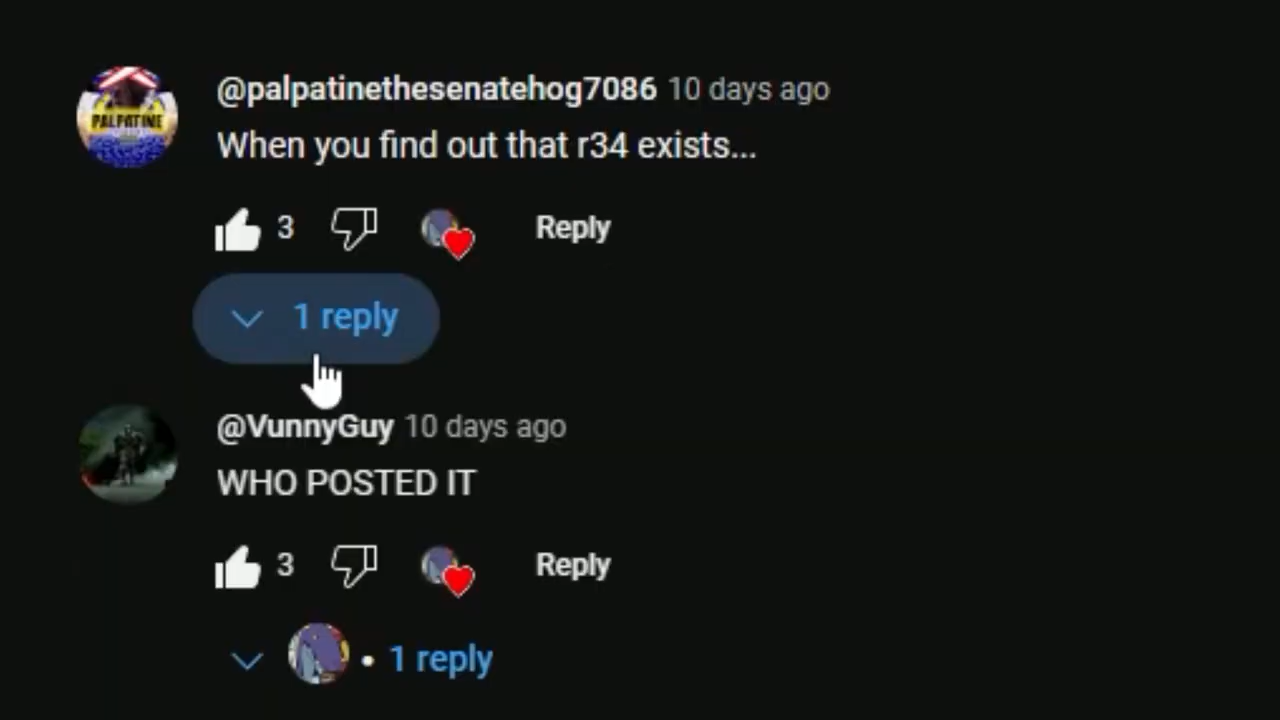 @palpatinethesenatehog7086 10 days ago
PALPATINE
When you find out that r34 exists...
3 Reply
1 reply
@VunnyGuy 10 days ago
WHO POSTED IT
3 Reply
• 1 reply